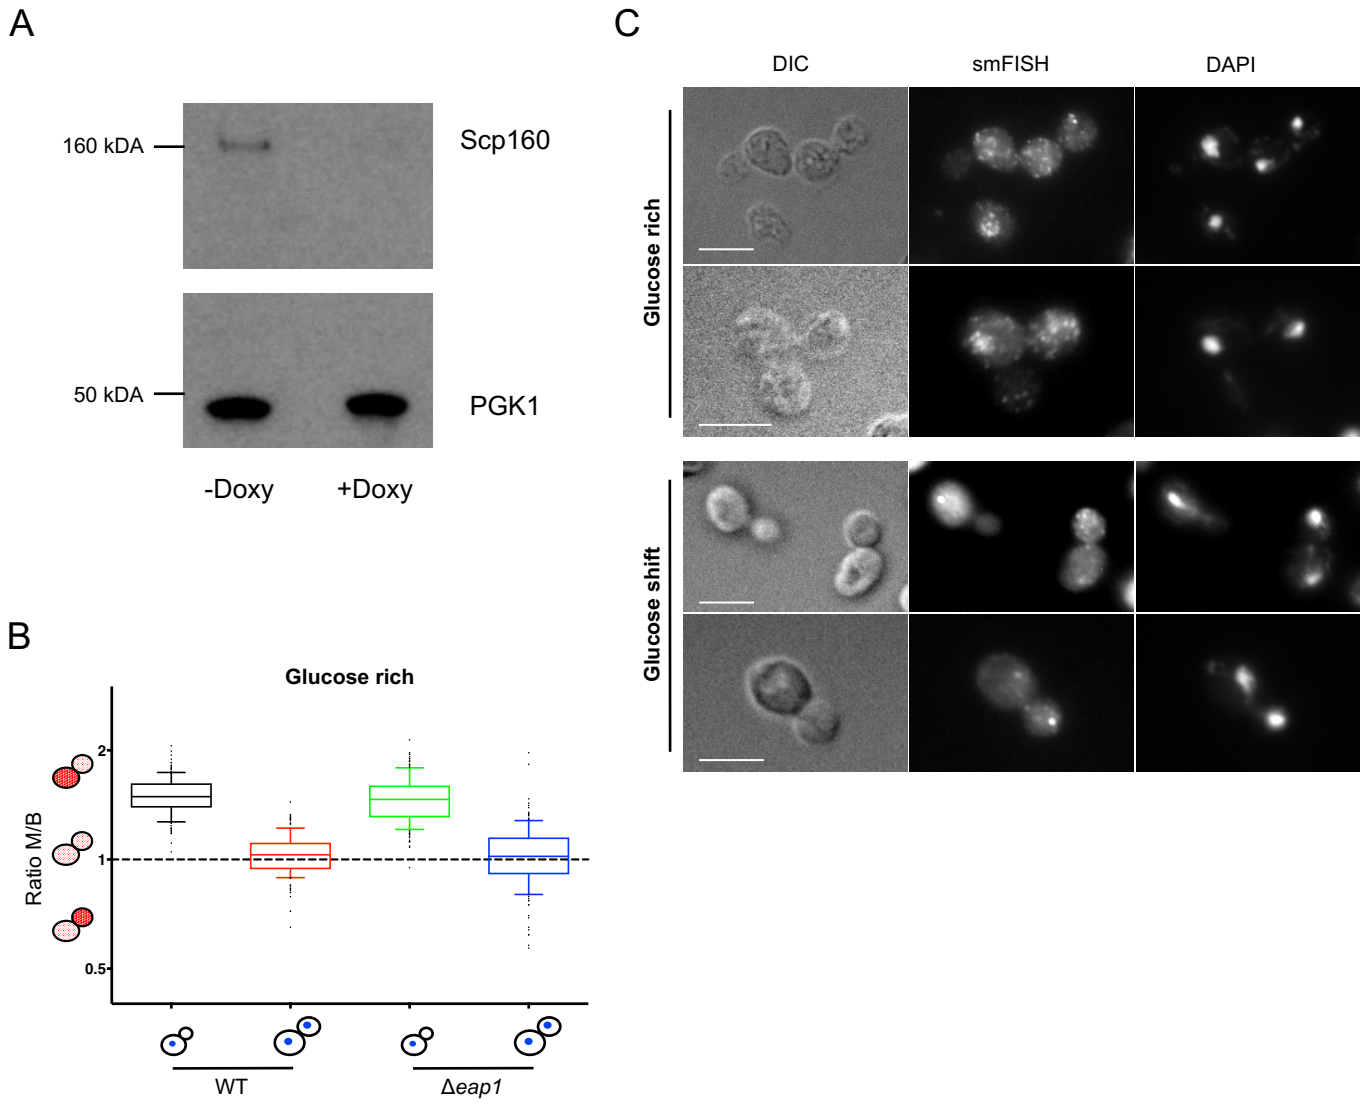 A
160 kDA
Scp160
50 kDA
PGK1
-Doxy +Doxy
B
Glucose rich
Ratio M/B
2
1
0.5
WT
Δeap1
C
DIC smFISH DAPI
Glucose rich
Glucose shift